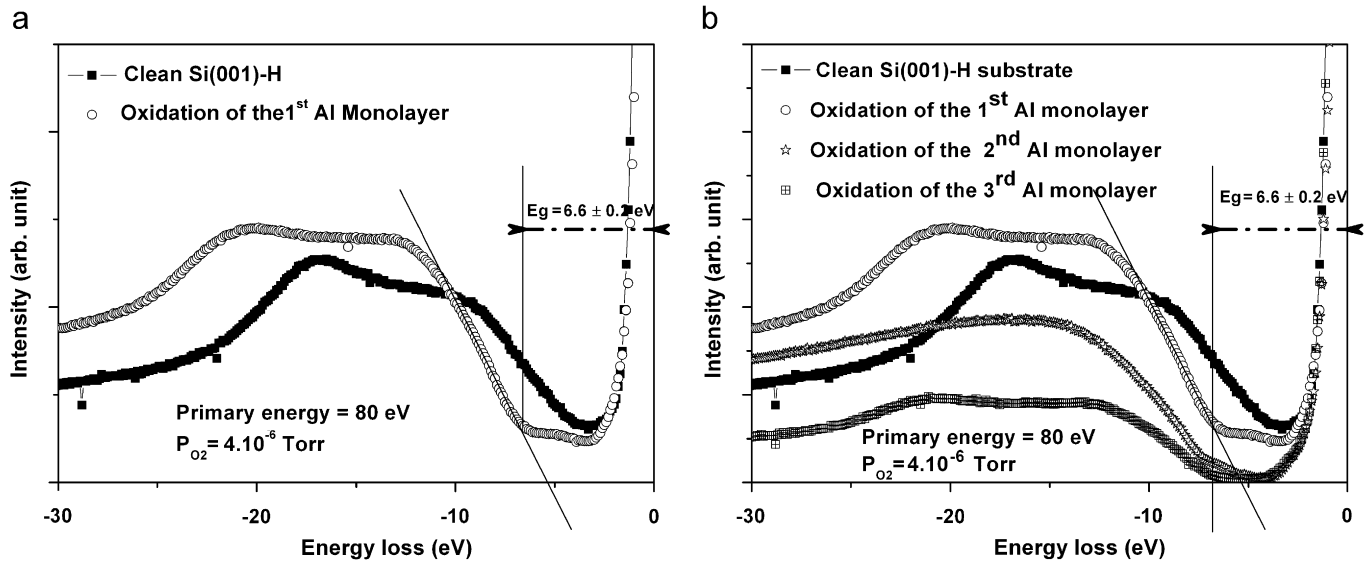 a
Clean Si(001)-H
Oxidation of the1st Al Monolayer
Eg = 6.6 ± 0.2 eV
Primary energy = 80 eV
PO2= 4.10-6 Torr
Intensity (arb. unit)
-30 -20 -10 0
Energy loss (eV)
b
Clean Si(001)-H substrate
Oxidation of the 1st Al monolayer
Oxidation of the 2nd Al monolayer
Oxidation of the 3rd Al monolayer
Eg = 6.6 ± 0.2 eV
Primary energy = 80 eV
PO2=4.10-6 Torr
Intensity (arb. unit)
-30 -20 -10 0
Energy loss (eV)